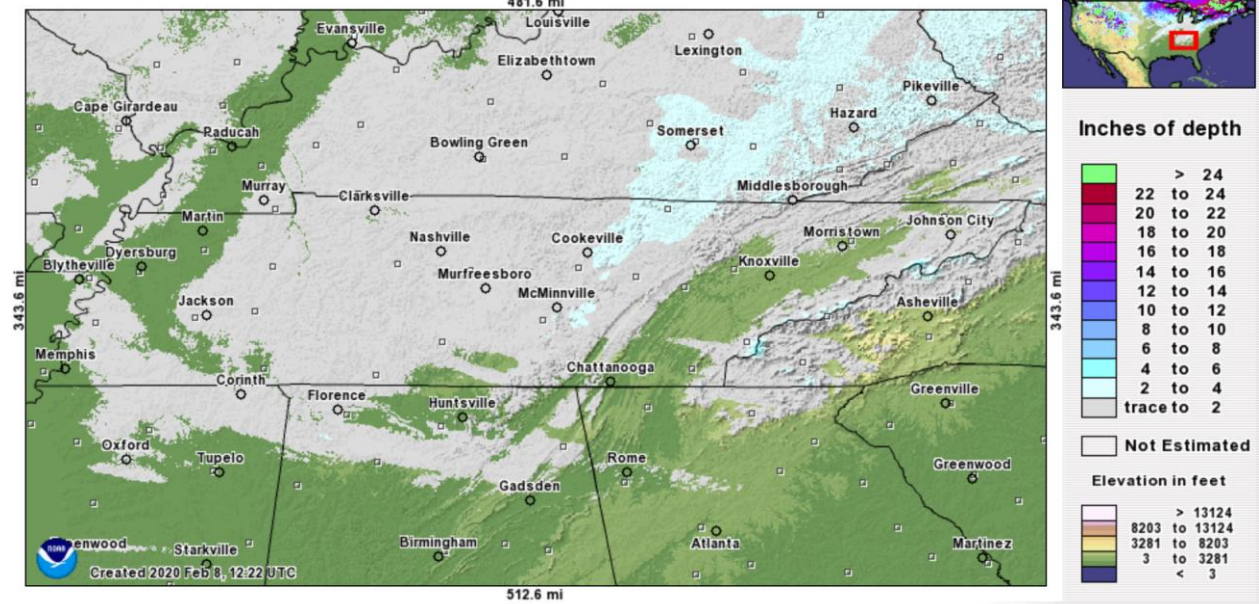 481.6 mi
Louisville
Evansville
Lexington
Elizabethtown
Pikeville
Cape Girardeau
Hazard
Paducah
Somerset
Bowling Green
Murray
Clarksville
Middlesborough
Martin
Johnson City
Morristown
Nashville
Cookeville
Dyersburg
Blytheville
Knoxville
Murfreesboro
McMinnville
Jackson
Asheville
343.6 mi
343.6 mi
Memphis
Chattanooga
Corinth
Florence
Huntsville
Greenville
Oxford
Tupelo
Rome
Greenwood
Gadsden
Birmingham
Atlanta
Martinez
NOAA
eenwood
Starkville
Created 2020 Feb 8, 12:22 UTC
512.6 mi
Inches of depth
> 24
22 to 24
20 to 22
18 to 20
16 to 18
14 to 16
12 to 14
10 to 12
8 to 10
6 to 8
4 to 6
2 to 4
trace to 2
Not Estimated
Elevation in feet
> 13124
8203 to 13124
3281 to 8203
3 to 3281
< 3